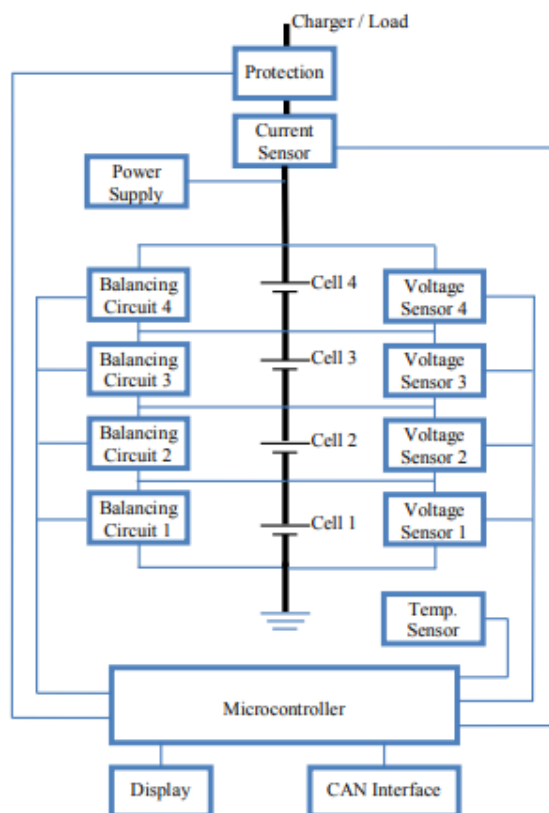 Charger / Load
Protection
Current
Sensor
Power
Supply
Balancing
Circuit 4
Cell 4
Voltage
Sensor 4
Balancing
Circuit 3
Cell 3
Voltage
Sensor 3
Balancing
Circuit 2
Cell 2
Voltage
Sensor 2
Balancing
Circuit 1
Cell 1
Voltage
Sensor 1
Temp.
Sensor
Microcontroller
Display
CAN Interface